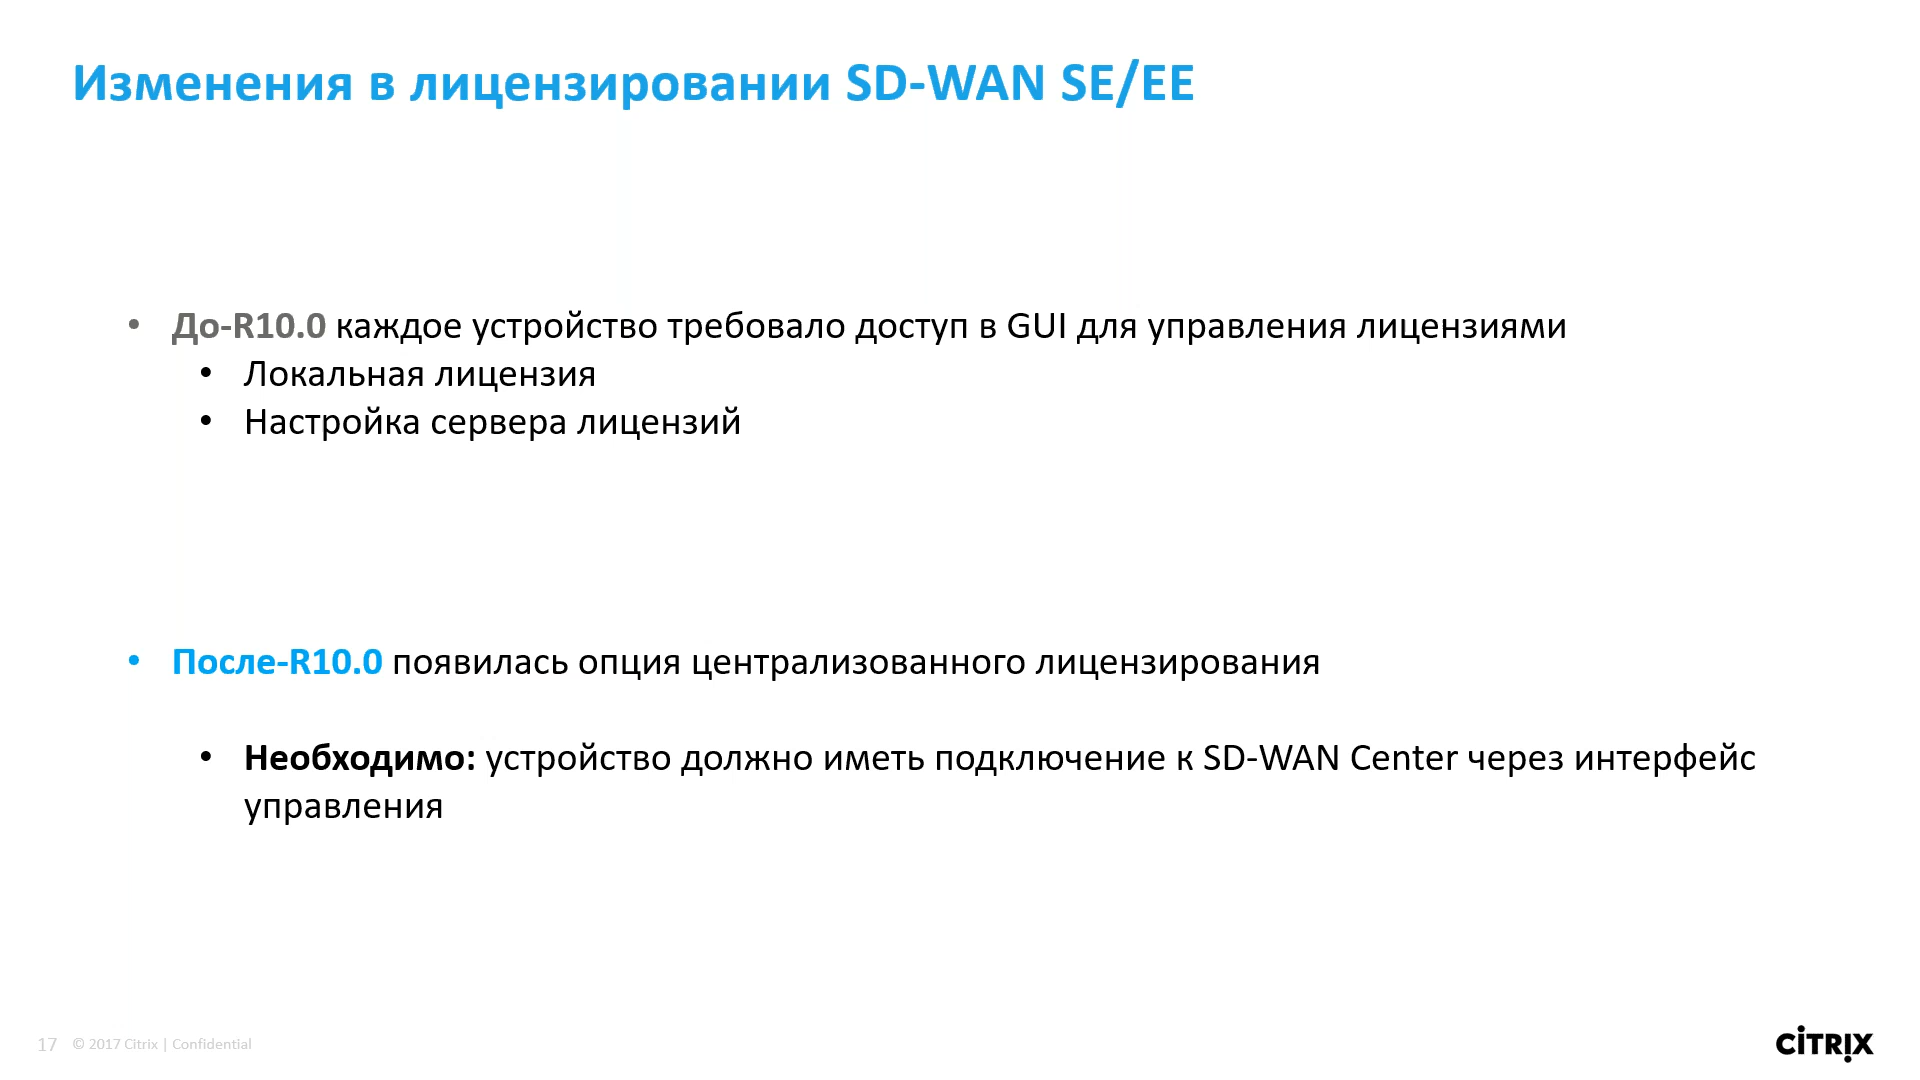 Изменения в лицензировании SD-WAN SE/EE
• До-R10.0 каждое устройство требовало доступ в GUI для управления лицензиями
• Локальная лицензия
• Настройка сервера лицензий
• После-R10.0 появилась опция централизованного лицензирования
• Необходимо: устройство должно иметь подключение к SD-WAN Center через интерфейс
управления
17 © 2017 Citrix | Confidential
CITRIX